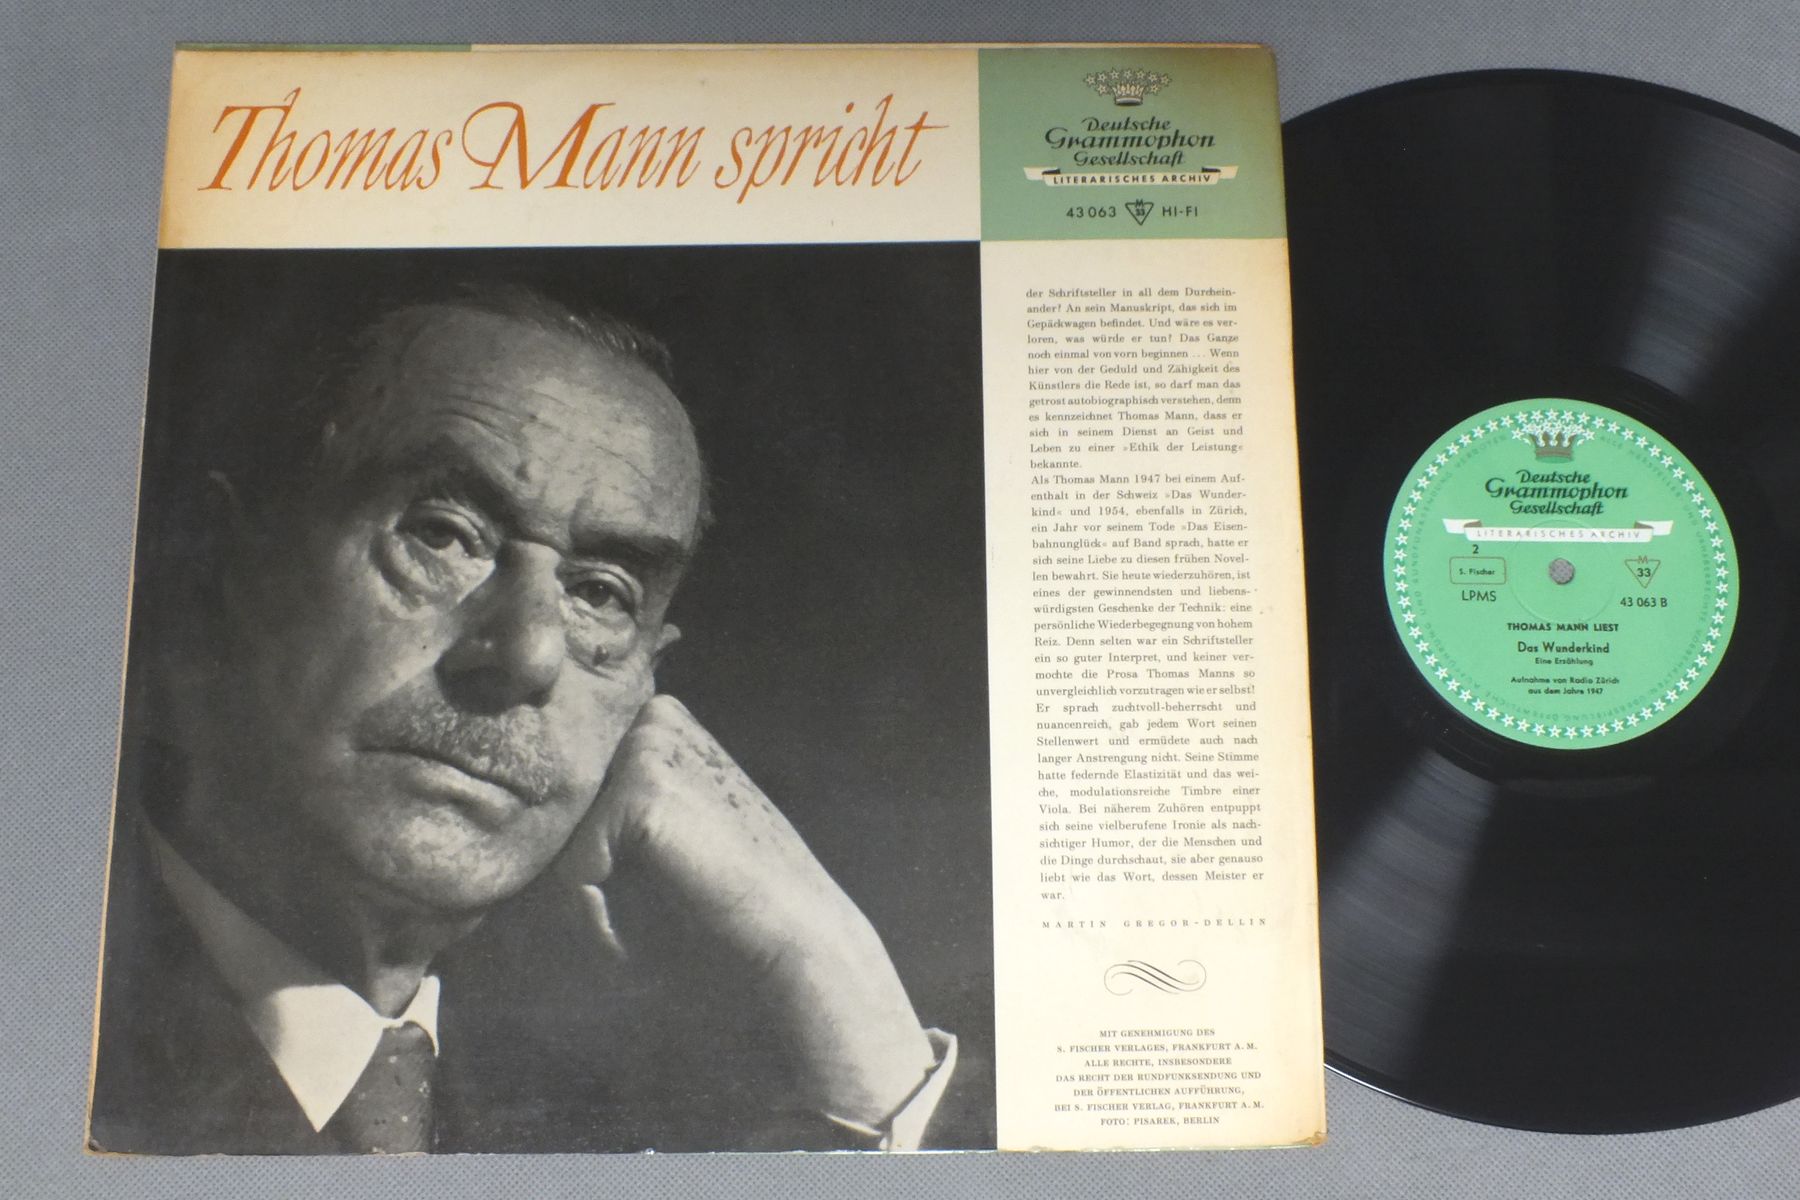 Thomas Mann spricht
Deutsche
Grammophon
Gesellschaft
LITERARISCHES ARCHIV
43 063 M 33 HI-FI
der Schriftsteller in all dem Durchein-
ander? An sein Manuskript, das sich im
Gepäckwagen befindet. Und wäre es ver-
loren, was würde er tun? Das Ganze
noch einmal von vorn beginnen ... Wenn
hier von der Geduld und Zähigkeit des
Künstlers die Rede ist, so darf man das
getrost autobiographisch verstehen, denn
es kennzeichnet Thomas Mann, dass er
sich in seinem Dienst an Geist und
Leben zu einer »Ethik der Leistung«
bekannte.
Als Thomas Mann 1947 bei einem Auf-
enthalt in der Schweiz »Das Wunder-
kind« und 1954, ebenfalls in Zürich,
ein Jahr vor seinem Tode »Das Eisen-
bahnunglück« auf Band sprach, hatte er
sich seine Liebe zu diesen frühen Novel-
len bewahrt. Sie heute wiederzuhören, ist
eines der gewinnendsten und liebens-
würdigsten Geschenke der Technik: eine
persönliche Wiederbegegnung von hohem
Reiz. Denn selten war ein Schriftsteller
ein so guter Interpret, und keiner ver-
mochte die Prosa Thomas Manns so
unvergleichlich vorzutragen wie er selbst!
Er sprach zuchtvoll-beherrscht und
nuancenreich, gab jedem Wort seinen
Stellenwert und ermüdete auch nach
langer Anstrengung nicht. Seine Stimme
hatte federnde Elastizität und das wei-
che, modulationsreiche Timbre einer
Viola. Bei näherem Zuhören entpuppt
sich seine vielberufene Ironie als nach-
sichtiger Humor, der die Menschen und
die Dinge durchschaut, sie aber genauso
liebt wie das Wort, dessen Meister er
war.
MARTIN GREGOR-DELLIN
MIT GENEHMIGUNG DES
S. FISCHER VERLAGES, FRANKFURT A. M.
ALLE RECHTE, INSBESONDERE
DAS RECHT DER RUNDFUNKSENDUNG UND
DER ÖFFENTLICHEN AUFFÜHRUNG,
BEI S. FISCHER VERLAG, FRANKFURT A. M.
FOTO: PISAREK, BERLIN
Deutsche
Grammophon
Gesellschaft
LITERARISCHES ARCHIV
2
S. Fischer
LPMS
M 33
43 063 B
THOMAS MANN LIEST
Das Wunderkind
Eine Erzählung
Aufnahme von Radio Zürich
aus dem Jahre 1947